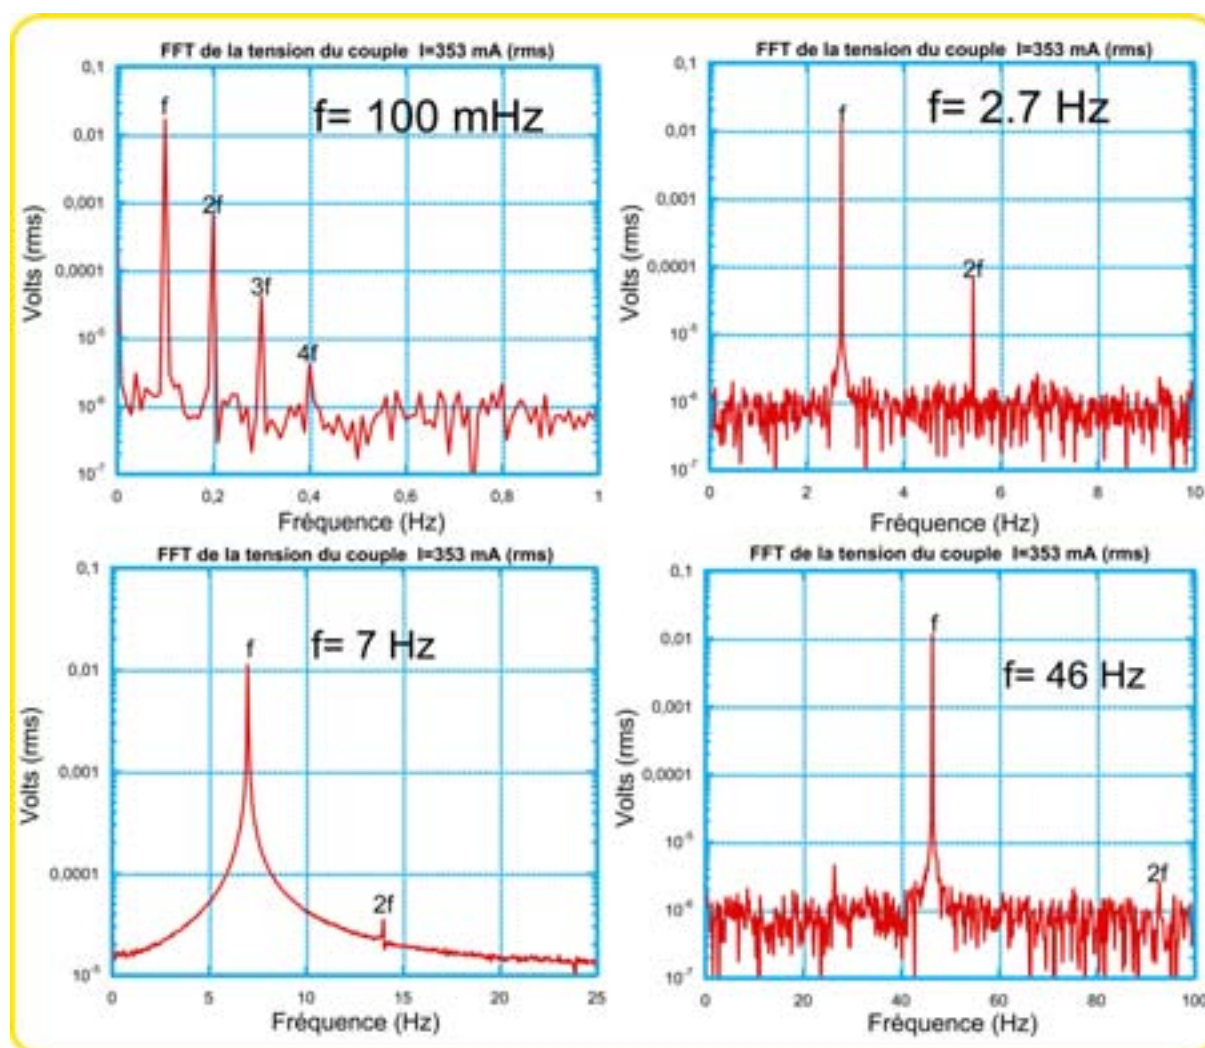 FFT de la tension du couple I=353 mA (rms)
f= 100 mHz
f
2f
3f
4f
0,1
0,01
0,001
0,0001
10⁻⁵
10⁻⁶
10⁻⁷
Volts (rms)
0 0,2 0,4 0,6 0,8 1
Fréquence (Hz)
FFT de la tension du couple I=353 mA (rms)
f= 2.7 Hz
f
2f
0,1
0,01
0,001
0,0001
10⁻⁵
10⁻⁶
10⁻⁷
Volts (rms)
0 2 4 6 8 10
Fréquence (Hz)
FFT de la tension du couple I=353 mA (rms)
f= 7 Hz
f
2f
0,1
0,01
0,001
0,0001
10⁻⁵
Volts (rms)
0 5 10 15 20 25
Fréquence (Hz)
FFT de la tension du couple I=353 mA (rms)
f= 46 Hz
f
2f
0,1
0,01
0,001
0,0001
10⁻⁵
10⁻⁶
10⁻⁷
Volts (rms)
0 20 40 60 80 100
Fréquence (Hz)